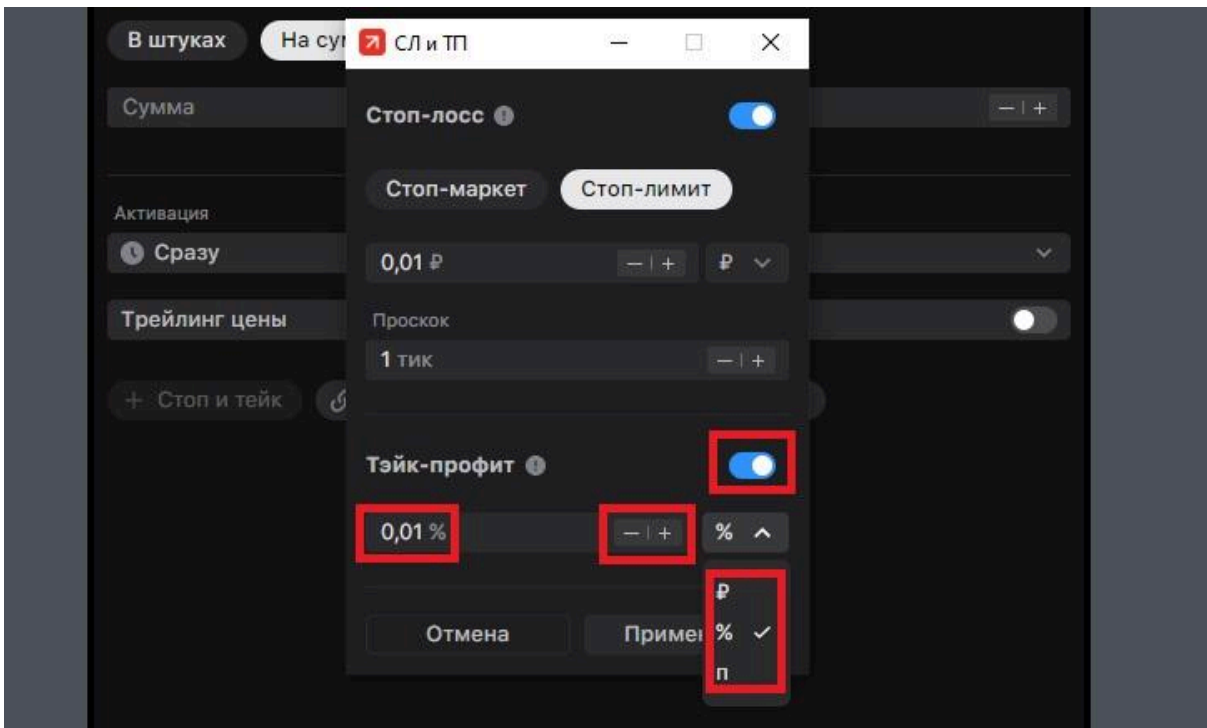 В штуках
На су
СЛ и ТП
Сумма
Стоп-лосс
Стоп-маркет
Стоп-лимит
Активация
Сразу
0,01 ₽
— | +
₽
Трейлинг цены
Проскок
1 тик
— | +
+ Стоп и тейк
Тэйк-профит
0,01 %
— | +
%
₽
%
п
Отмена
Приме